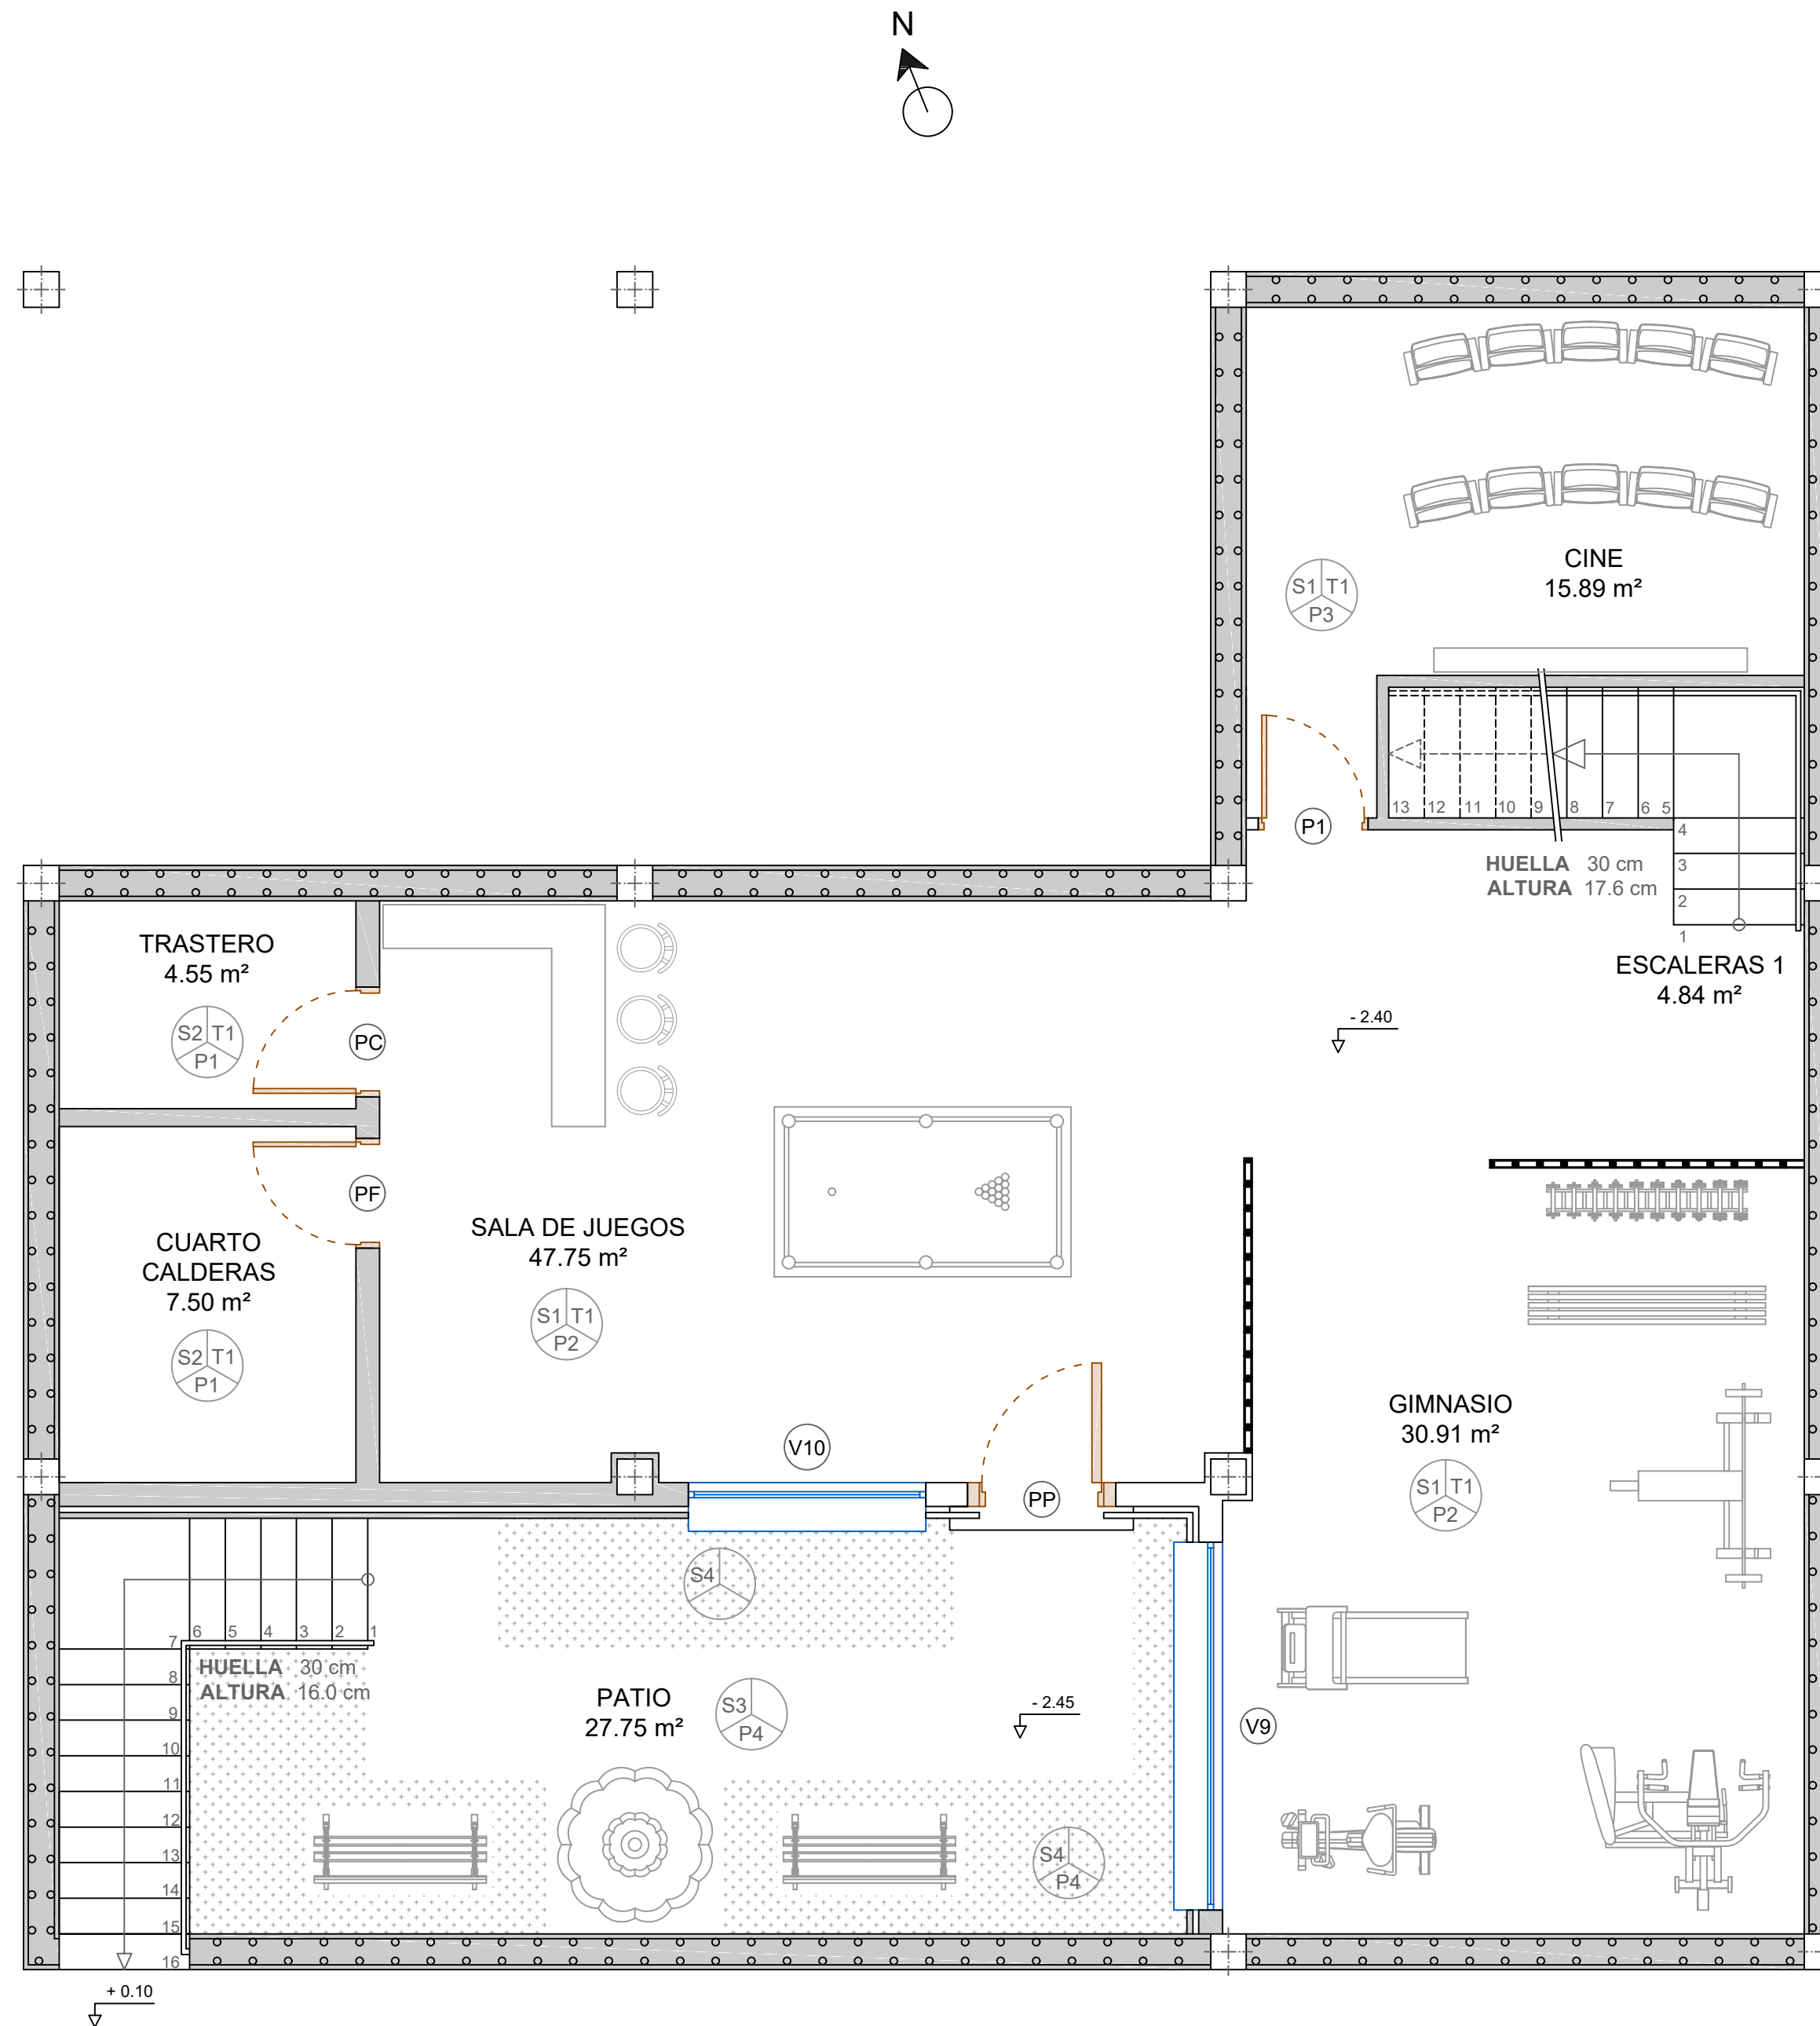 N
CINE
15.89 m²
S1 T1
P3
13 12 11 10 9 8 7 6 5
4
3
2
1
P1
HUELLA 30 cm
ALTURA 17.6 cm
ESCALERAS 1
4.84 m²
- 2.40
TRASTERO
4.55 m²
S2 T1
P1
PC
PF
CUARTO
CALDERAS
7.50 m²
S2 T1
P1
SALA DE JUEGOS
47.75 m²
S1 T1
P2
V10
PP
GIMNASIO
30.91 m²
S1 T1
P2
S4
6 5 4 3 2 1
7
8
9
10
11
12
13
14
15
16
HUELLA 30 cm
ALTURA 16.0 cm
PATIO
27.75 m²
S3
P4
- 2.45
V9
S4
P4
+ 0.10